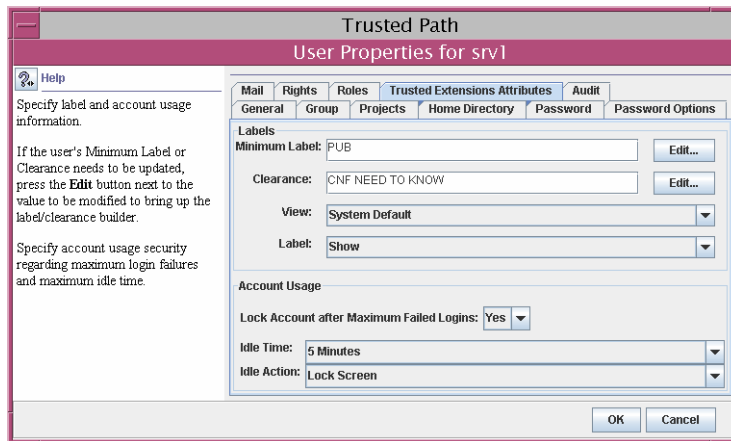 Trusted Path
User Properties for srv1
Help
Specify label and account usage
information.
If the user's Minimum Label or
Clearance needs to be updated,
press the Edit button next to the
value to be modified to bring up the
label/clearance builder.
Specify account usage security
regarding maximum login failures
and maximum idle time.
Mail Rights Roles Trusted Extensions Attributes Audit
General Group Projects Home Directory Password Password Options
Labels
Minimum Label: PUB Edit...
Clearance: CNF NEED TO KNOW Edit...
View: System Default
Label: Show
Account Usage
Lock Account after Maximum Failed Logins: Yes
Idle Time: 5 Minutes
Idle Action: Lock Screen
OK Cancel